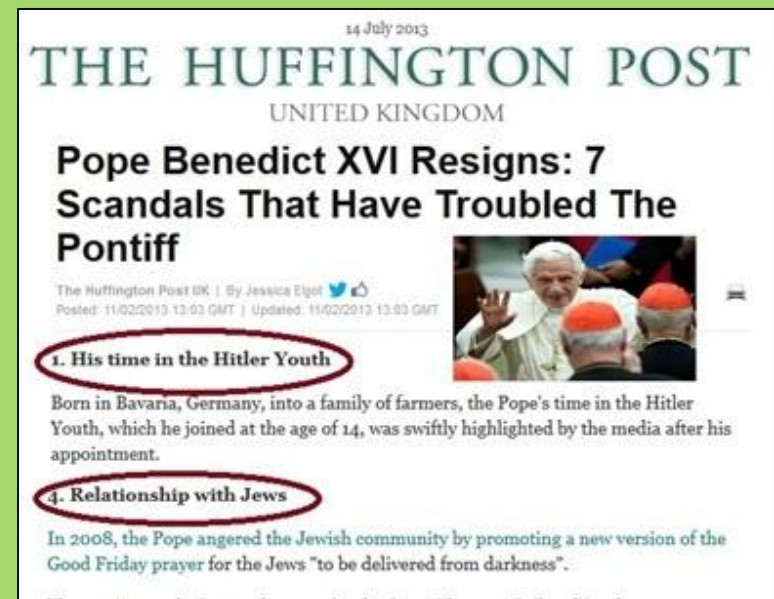 14 July 2013
THE HUFFINGTON POST
UNITED KINGDOM
Pope Benedict XVI Resigns: 7
Scandals That Have Troubled The
Pontiff
The Huffington Post UK | By Jessica Elgot
Posted: 11/02/2013 13:03 GMT | Updated: 11/02/2013 13:03 GMT
1. His time in the Hitler Youth
Born in Bavaria, Germany, into a family of farmers, the Pope's time in the Hitler
Youth, which he joined at the age of 14, was swiftly highlighted by the media after his
appointment.
4. Relationship with Jews
In 2008, the Pope angered the Jewish community by promoting a new version of the
Good Friday prayer for the Jews "to be delivered from darkness".